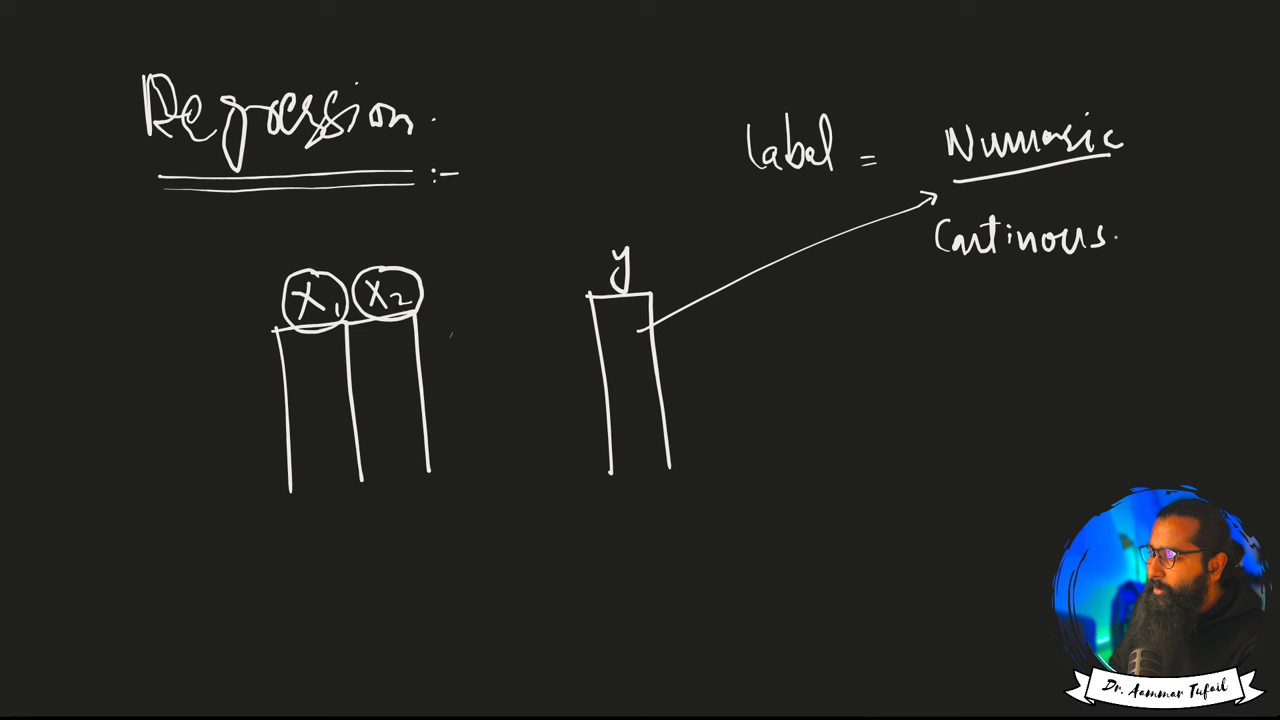 Regression. :-
Label = Numeric
Continous.
X1 X2
y
Dr. Aammar Tufail